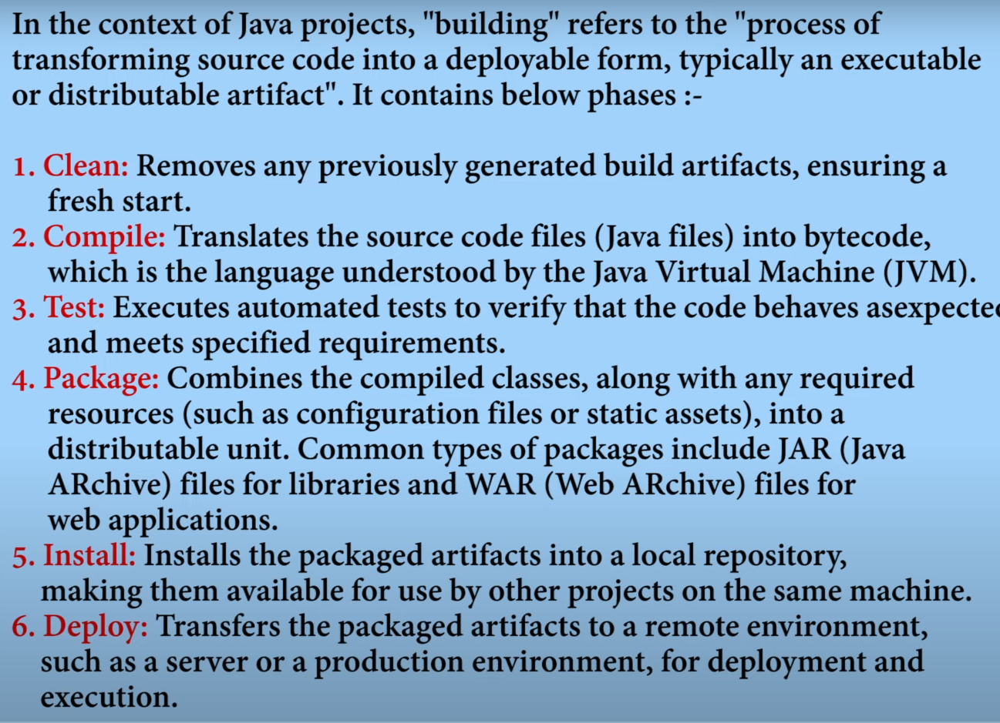 In the context of Java projects, "building" refers to the "process of
transforming source code into a deployable form, typically an executable
or distributable artifact". It contains below phases :-
1. Clean: Removes any previously generated build artifacts, ensuring a
fresh start.
2. Compile: Translates the source code files (Java files) into bytecode,
which is the language understood by the Java Virtual Machine (JVM).
3. Test: Executes automated tests to verify that the code behaves asexpected
and meets specified requirements.
4. Package: Combines the compiled classes, along with any required
resources (such as configuration files or static assets), into a
distributable unit. Common types of packages include JAR (Java
ARchive) files for libraries and WAR (Web ARchive) files for
web applications.
5. Install: Installs the packaged artifacts into a local repository,
making them available for use by other projects on the same machine.
6. Deploy: Transfers the packaged artifacts to a remote environment,
such as a server or a production environment, for deployment and
execution.